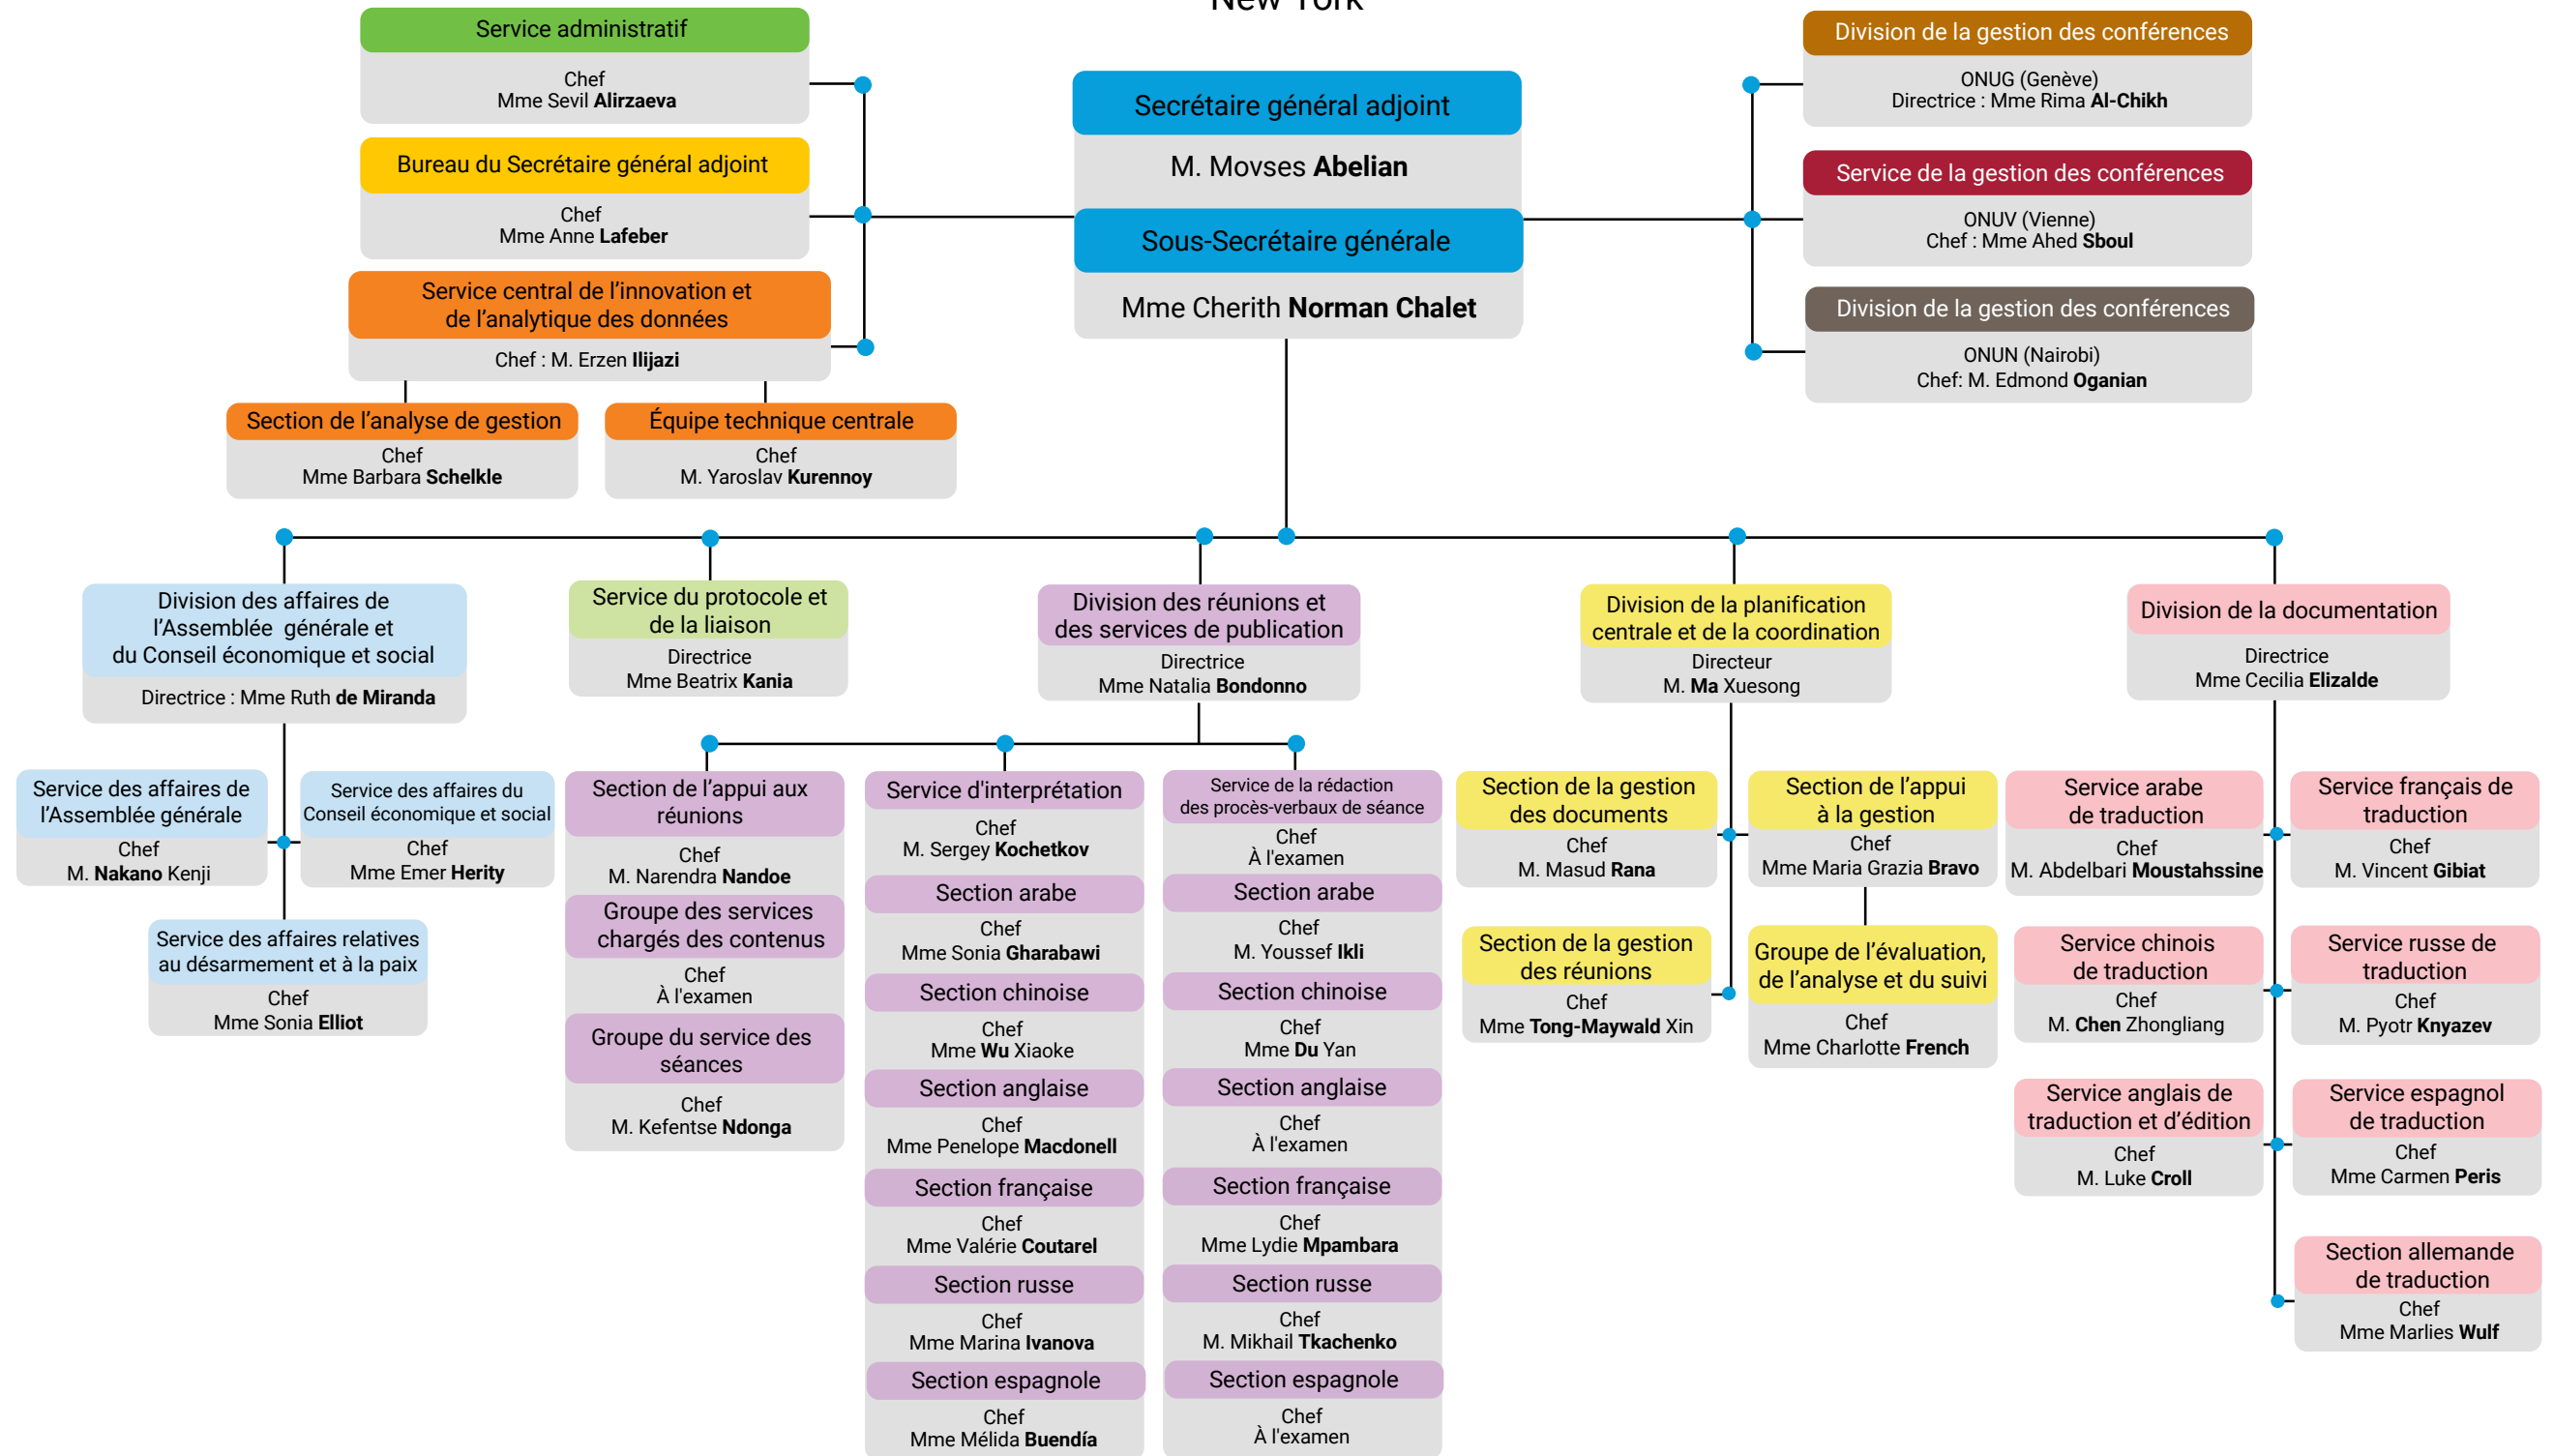 New York
Service administratif
Chef
Mme Sevil Alirzaeva
Bureau du Secrétaire général adjoint
Chef
Mme Anne Lafeber
Service central de l’innovation et
de l’analytique des données
Chef : M. Erzen Ilijazi
Section de l’analyse de gestion
Chef
Mme Barbara Schelkle
Équipe technique centrale
Chef
M. Yaroslav Kurennoy
Secrétaire général adjoint
M. Movses Abelian
Sous-Secrétaire générale
Mme Cherith Norman Chalet
Division de la gestion des conférences
ONUG (Genève)
Directrice : Mme Rima Al-Chikh
Service de la gestion des conférences
ONUV (Vienne)
Chef : Mme Ahed Sboul
Division de la gestion des conférences
ONUN (Nairobi)
Chef: M. Edmond Oganian
Division des affaires de
l’Assemblée générale et
du Conseil économique et social
Directrice : Mme Ruth de Miranda
Service des affaires de
l’Assemblée générale
Chef
M. Nakano Kenji
Service des affaires du
Conseil économique et social
Chef
Mme Emer Herity
Service des affaires relatives
au désarmement et à la paix
Chef
Mme Sonia Elliot
Service du protocole et
de la liaison
Directrice
Mme Beatrix Kania
Division des réunions et
des services de publication
Directrice
Mme Natalia Bondonno
Section de l’appui aux
réunions
Chef
M. Narendra Nandoe
Groupe des services
chargés des contenus
Chef
À l'examen
Groupe du service des
séances
Chef
M. Kefentse Ndonga
Service d'interprétation
Chef
M. Sergey Kochetkov
Section arabe
Chef
Mme Sonia Gharabawi
Section chinoise
Chef
Mme Wu Xiaoke
Section anglaise
Chef
Mme Penelope Macdonell
Section française
Chef
Mme Valérie Coutarel
Section russe
Chef
Mme Marina Ivanova
Section espagnole
Chef
Mme Mélida Buendía
Service de la rédaction
des procès-verbaux de séance
Chef
À l'examen
Section arabe
Chef
M. Youssef Ikli
Section chinoise
Chef
Mme Du Yan
Section anglaise
Chef
À l'examen
Section française
Chef
Mme Lydie Mpambara
Section russe
Chef
M. Mikhail Tkachenko
Section espagnole
Chef
À l'examen
Division de la planification
centrale et de la coordination
Directeur
M. Ma Xuesong
Section de la gestion
des documents
Chef
M. Masud Rana
Section de l’appui
à la gestion
Chef
Mme Maria Grazia Bravo
Section de la gestion
des réunions
Chef
Mme Tong-Maywald Xin
Groupe de l’évaluation,
de l’analyse et du suivi
Chef
Mme Charlotte French
Division de la documentation
Directrice
Mme Cecilia Elizalde
Service arabe
de traduction
Chef
M. Abdelbari Moustahssine
Service français de
traduction
Chef
M. Vincent Gibiat
Service chinois
de traduction
Chef
M. Chen Zhongliang
Service russe de
traduction
Chef
M. Pyotr Knyazev
Service anglais de
traduction et d’édition
Chef
M. Luke Croll
Service espagnol
de traduction
Chef
Mme Carmen Peris
Section allemande
de traduction
Chef
Mme Marlies Wulf